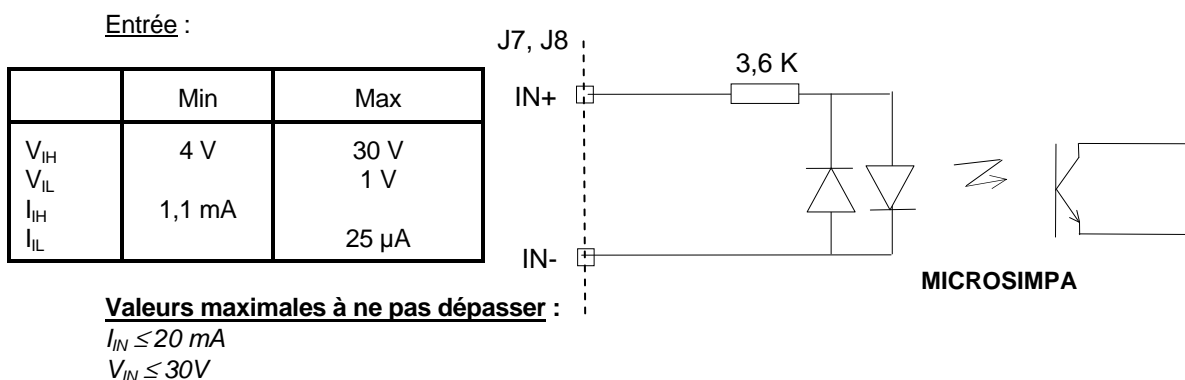 Entrée :
J7, J8
3,6 K
Min Max
IN+
V_IH 4 V 30 V
V_IL 1 V
I_IH 1,1 mA
I_IL 25 µA
IN-
MICROSIMPA
Valeurs maximales à ne pas dépasser :
I_IN ≤ 20 mA
V_IN ≤ 30V